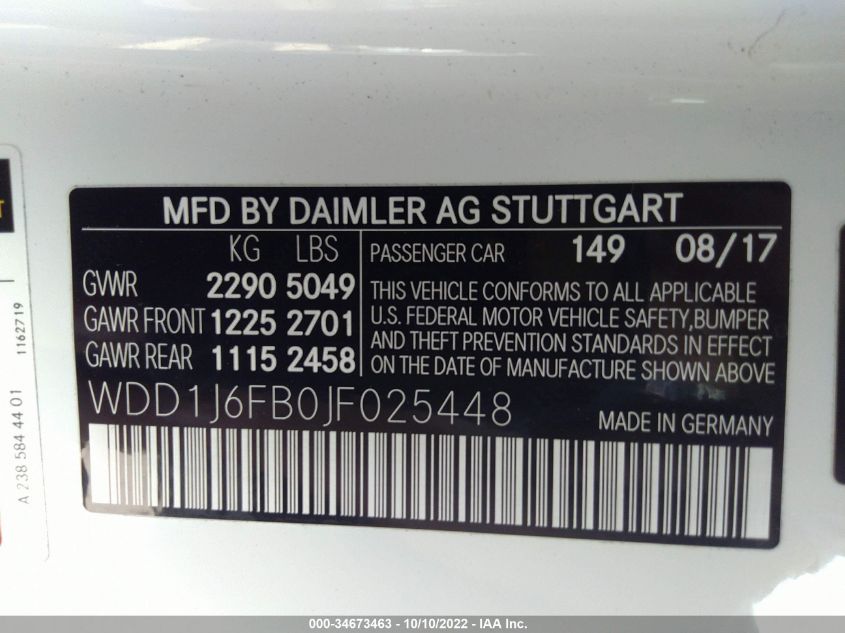 MFD BY DAIMLER AG STUTTGART
KG LBS
GVWR 2290 5049
GAWR FRONT 1225 2701
GAWR REAR 1115 2458
PASSENGER CAR 149 08/17
THIS VEHICLE CONFORMS TO ALL APPLICABLE
U.S. FEDERAL MOTOR VEHICLE SAFETY,BUMPER
AND THEFT PREVENTION STANDARDS IN EFFECT
ON THE DATE OF MANUFACTURE SHOWN ABOVE.
WDD1J6FB0JF025448
MADE IN GERMANY
A 238 584 44 01
1162719
000-34673463 - 10/10/2022 - IAA Inc.